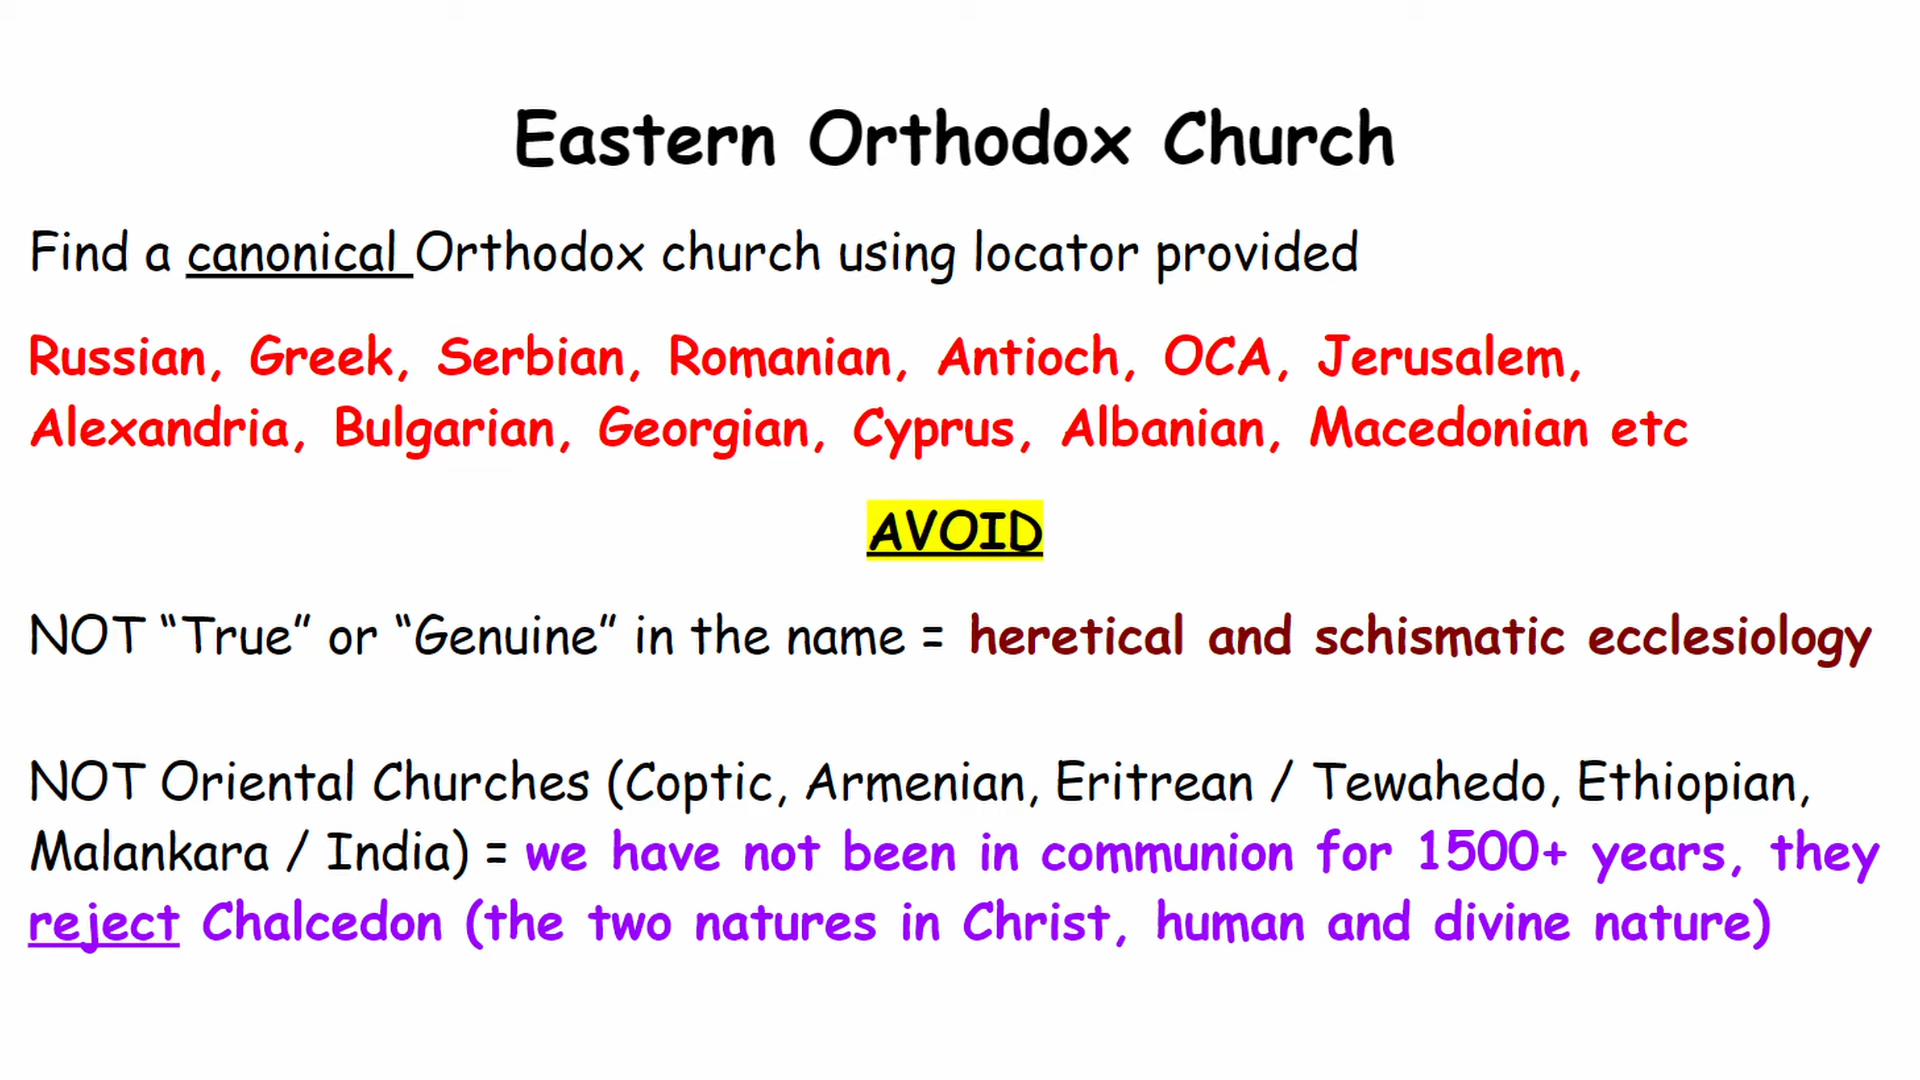 Eastern Orthodox Church
Find a canonical Orthodox church using locator provided
Russian, Greek, Serbian, Romanian, Antioch, OCA, Jerusalem,
Alexandria, Bulgarian, Georgian, Cyprus, Albanian, Macedonian etc
AVOID
NOT “True” or “Genuine” in the name = heretical and schismatic ecclesiology
NOT Oriental Churches (Coptic, Armenian, Eritrean / Tewahedo, Ethiopian,
Malankara / India) = we have not been in communion for 1500+ years, they
reject Chalcedon (the two natures in Christ, human and divine nature)